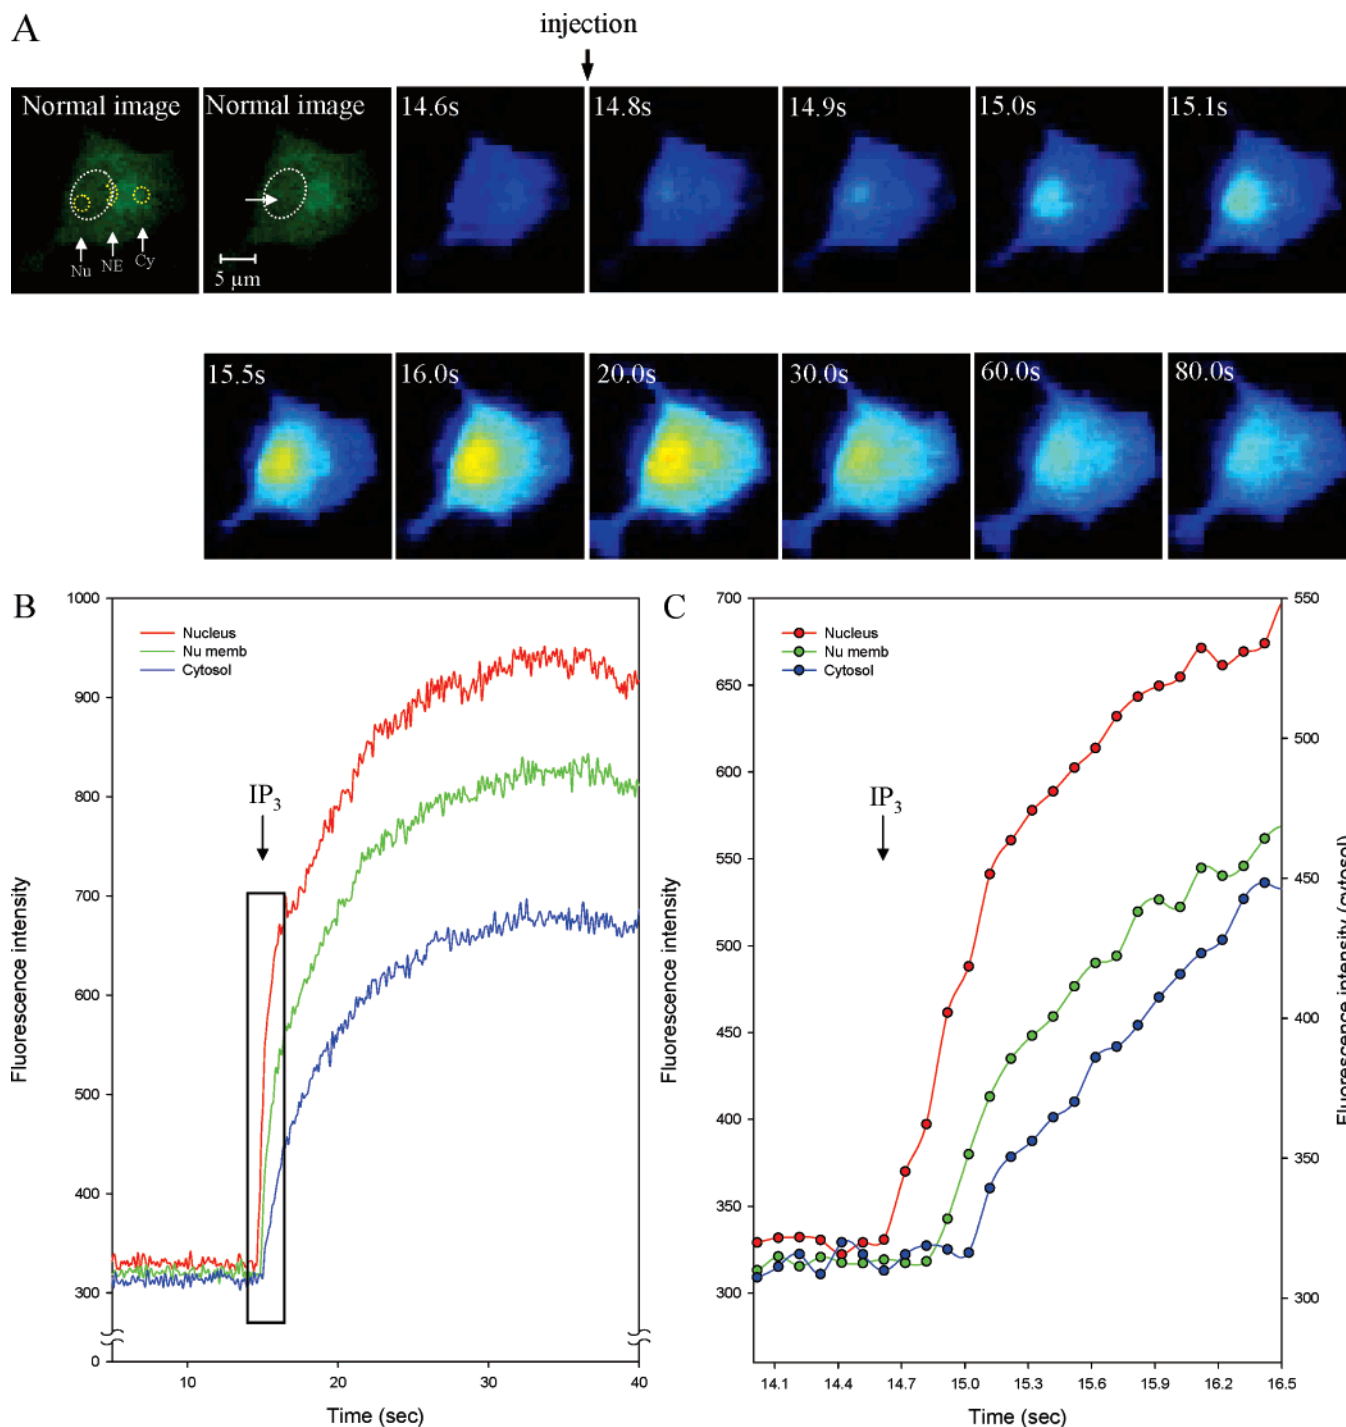 A
injection
Normal image
Normal image
14.6s
14.8s
14.9s
15.0s
15.1s
Nu
NE
Cy
5 µm
15.5s
16.0s
20.0s
30.0s
60.0s
80.0s
B
1000
900
800
700
600
500
400
300
0
Fluorescence intensity
Nucleus
Nu memb
Cytosol
IP3
10
20
30
40
Time (sec)
C
700
650
600
550
500
450
400
350
300
Fluorescence intensity
Nucleus
Nu memb
Cytosol
IP3
550
500
450
400
350
300
Fluorescence intensity (cytosol)
14.1
14.4
14.7
15.0
15.3
15.6
15.9
16.2
16.5
Time (sec)